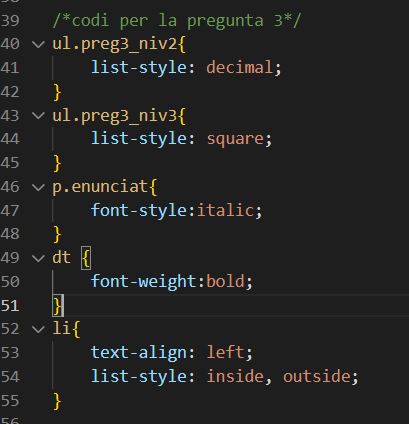 38
39 /*codi per la pregunta 3*/
40 ul.preg3_niv2{
41 list-style: decimal;
42 }
43 ul.preg3_niv3{
44 list-style: square;
45 }
46 p.enunciat{
47 font-style:italic;
48 }
49 dt {
50 font-weight:bold;
51 }
52 li{
53 text-align: left;
54 list-style: inside, outside;
55 }
56